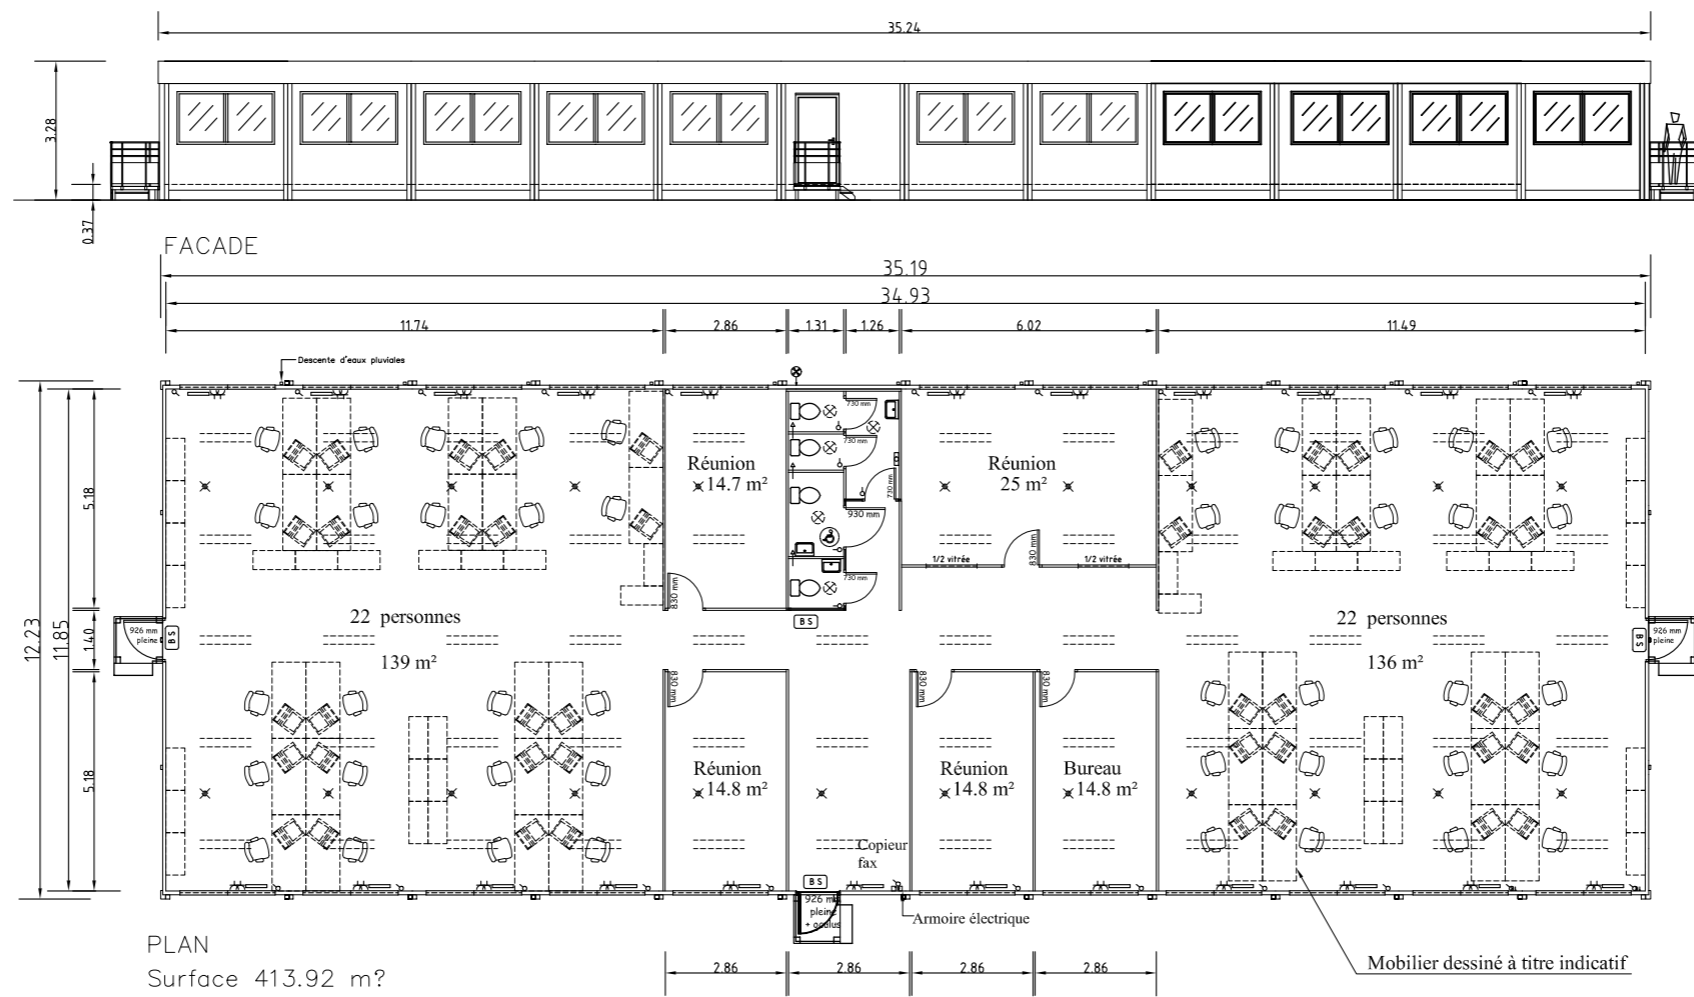 35.24
3.28
0.37
FACADE
35.19
34.93
11.74
2.86
1.31
1.26
6.02
11.49
Descente d'eaux pluviales
12.23
11.85
5.18
1.40
5.18
730 mm
730 mm
730 mm
930 mm
730 mm
Réunion
14.7 m²
Réunion
25 m²
1/2 vitrée
830 mm
1/2 vitrée
830 mm
22 personnes
139 m²
926 mm
pleine
BS
BS
22 personnes
136 m²
BS
926 mm
pleine
830 mm
830 mm
830 mm
Réunion
14.8 m²
Réunion
14.8 m²
Bureau
14.8 m²
Copieur
fax
BS
926 mm
pleine
+ oculus
Armoire électrique
PLAN
Surface 413.92 m?
2.86
2.86
2.86
2.86
Mobilier dessiné à titre indicatif